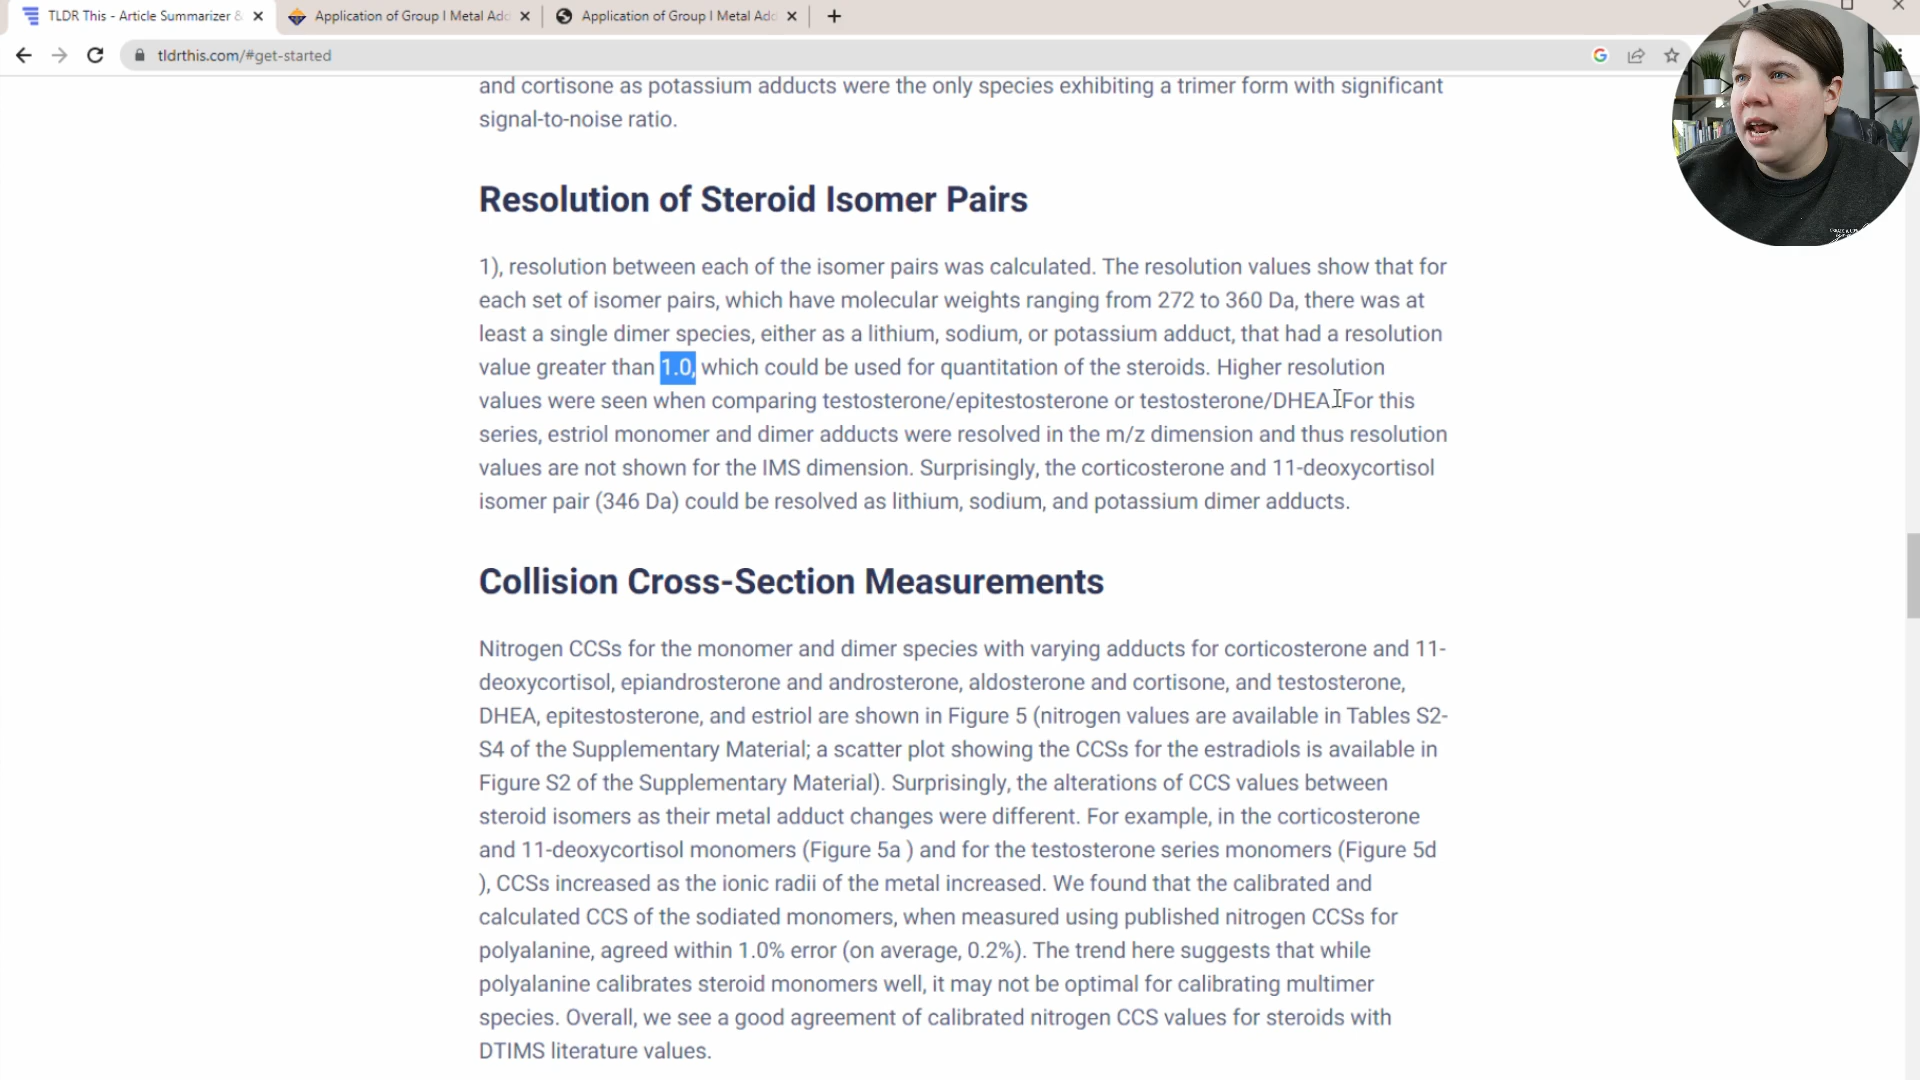 TLDR This - Article Summarizer &
Application of Group I Metal Add
Application of Group I Metal Add
tldrthis.com/#get-started
and cortisone as potassium adducts were the only species exhibiting a trimer form with significant
signal-to-noise ratio.
Resolution of Steroid Isomer Pairs
1), resolution between each of the isomer pairs was calculated. The resolution values show that for
each set of isomer pairs, which have molecular weights ranging from 272 to 360 Da, there was at
least a single dimer species, either as a lithium, sodium, or potassium adduct, that had a resolution
value greater than 1.0, which could be used for quantitation of the steroids. Higher resolution
values were seen when comparing testosterone/epitestosterone or testosterone/DHEA. For this
series, estriol monomer and dimer adducts were resolved in the m/z dimension and thus resolution
values are not shown for the IMS dimension. Surprisingly, the corticosterone and 11-deoxycortisol
isomer pair (346 Da) could be resolved as lithium, sodium, and potassium dimer adducts.
Collision Cross-Section Measurements
Nitrogen CCSs for the monomer and dimer species with varying adducts for corticosterone and 11-
deoxycortisol, epiandrosterone and androsterone, aldosterone and cortisone, and testosterone,
DHEA, epitestosterone, and estriol are shown in Figure 5 (nitrogen values are available in Tables S2-
S4 of the Supplementary Material; a scatter plot showing the CCSs for the estradiols is available in
Figure S2 of the Supplementary Material). Surprisingly, the alterations of CCS values between
steroid isomers as their metal adduct changes were different. For example, in the corticosterone
and 11-deoxycortisol monomers (Figure 5a ) and for the testosterone series monomers (Figure 5d
), CCSs increased as the ionic radii of the metal increased. We found that the calibrated and
calculated CCS of the sodiated monomers, when measured using published nitrogen CCSs for
polyalanine, agreed within 1.0% error (on average, 0.2%). The trend here suggests that while
polyalanine calibrates steroid monomers well, it may not be optimal for calibrating multimer
species. Overall, we see a good agreement of calibrated nitrogen CCS values for steroids with
DTIMS literature values.